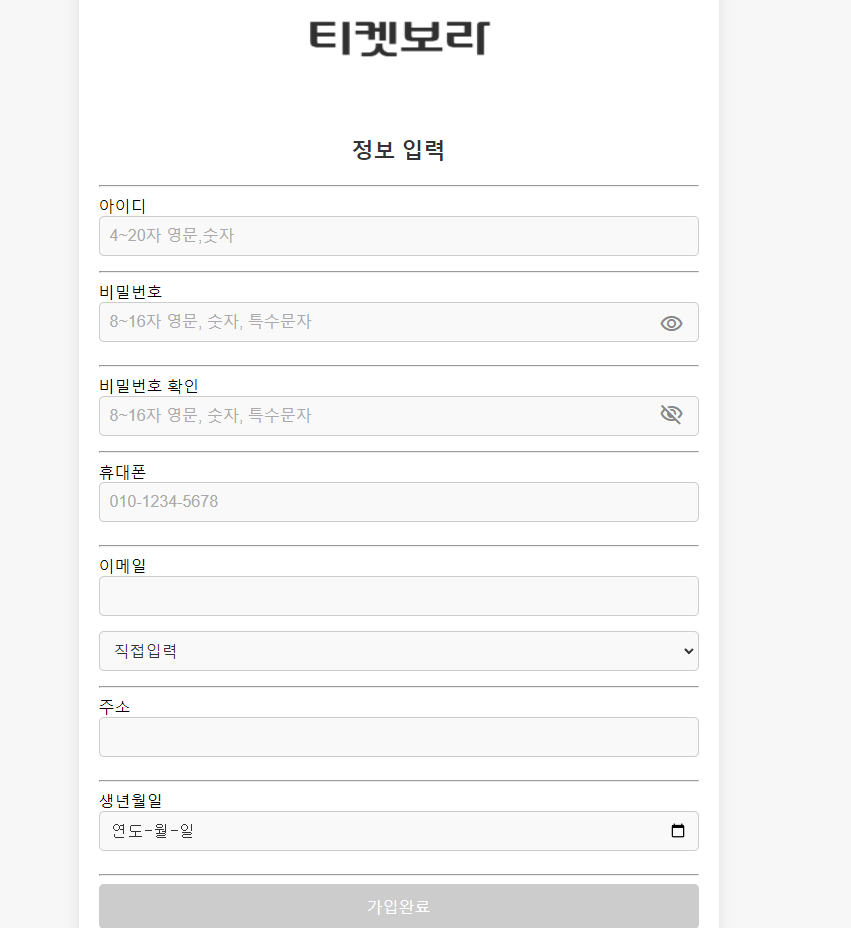 티켓보라
정보 입력
아이디
4~20자 영문,숫자
비밀번호
8~16자 영문, 숫자, 특수문자
비밀번호 확인
8~16자 영문, 숫자, 특수문자
휴대폰
010-1234-5678
이메일
직접입력
주소
생년월일
연도-월-일
가입완료